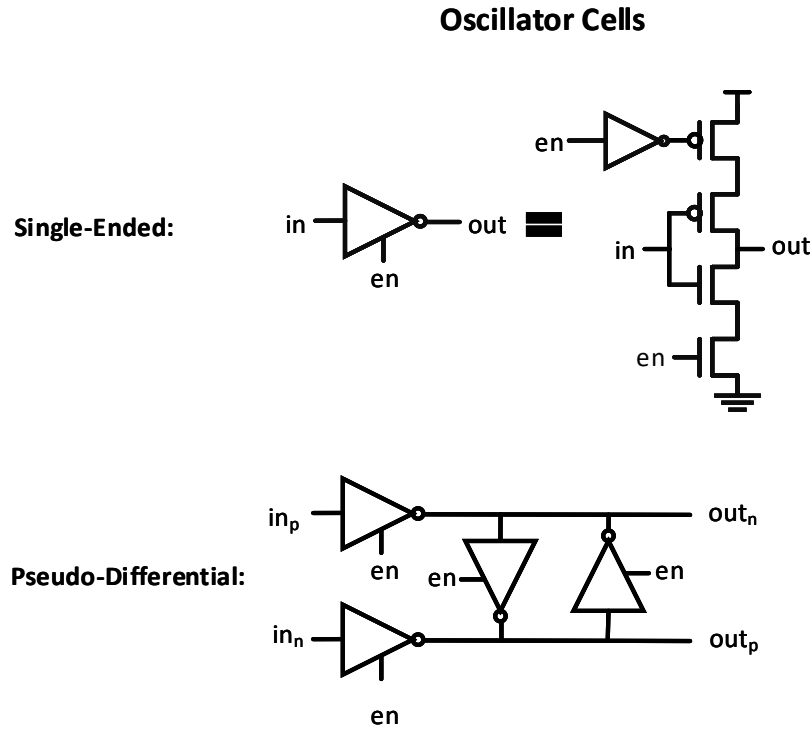 Oscillator Cells
en
Single-Ended:
in
out
en
in
out
en
in_p
out_n
en
en
en
Pseudo-Differential:
in_n
out_p
en